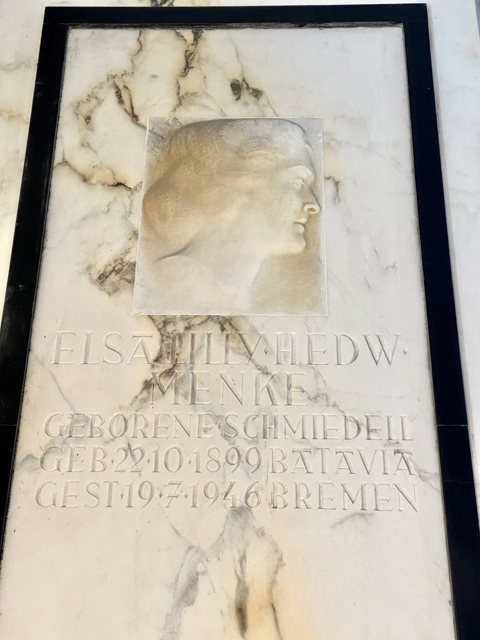 ELSA·LILLY·HEDW·
MENKE
GEBORENE·SCHMIEDELL
GEB·22·10·1899 BATAVIA
GEST·19·7·1946 BREMEN